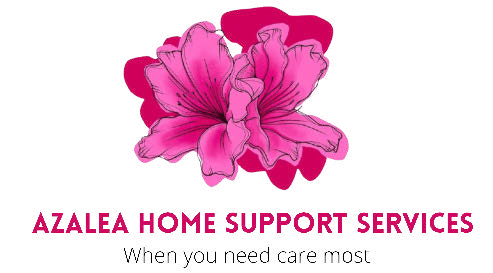 AZALEA HOME SUPPORT SERVICES
When you need care most